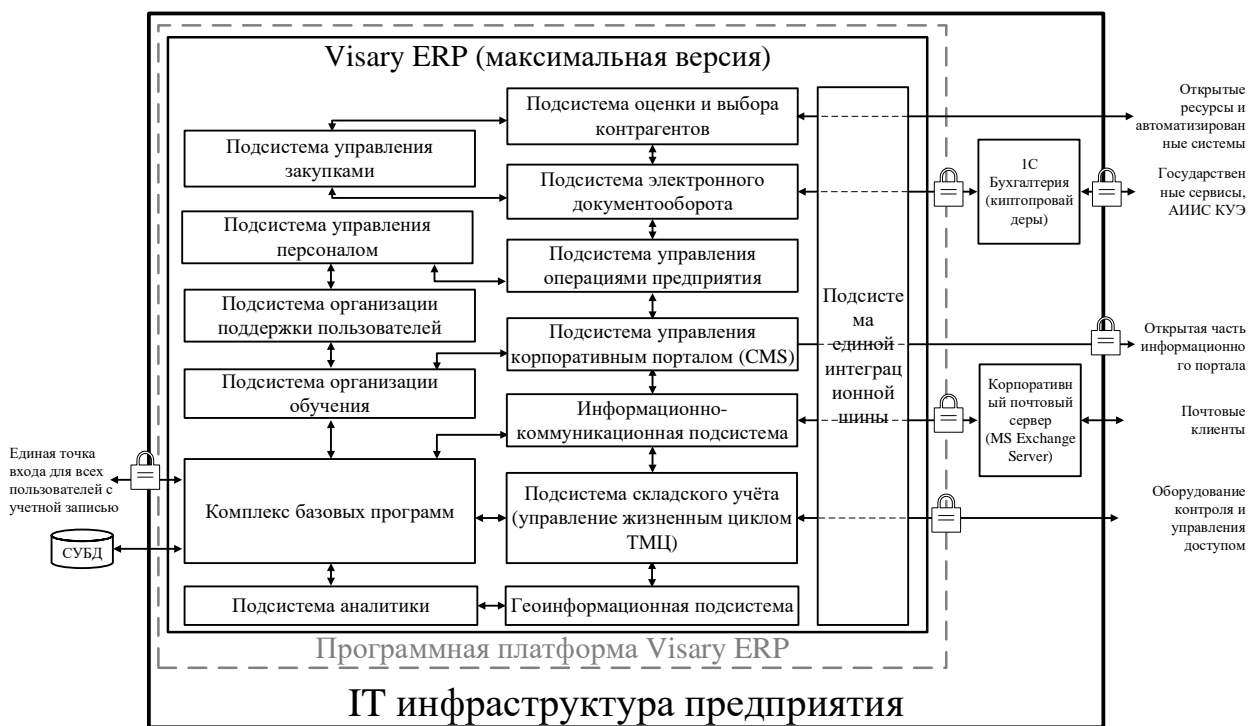 Visary ERP (максимальная версия)
Подсистема оценки и выбора
контрагентов
Подсистема управления
закупками
Подсистема электронного
документооборота
Подсистема управления
персоналом
Подсистема управления
операциями предприятия
Подсистема организации
поддержки пользователей
Подсистема управления
корпоративным порталом (CMS)
Подсистема организации
обучения
Информационно-
коммуникационная подсистема
Комплекс базовых программ
Подсистема складского учёта
(управление жизненным циклом
ТМЦ)
Подсистема аналитики
Геоинформационная подсистема
Подсисте
ма
единой
интеграц
ионной
шины
1С
Бухгалтерия
(киптопровай
деры)
Корпоративн
ый почтовый
сервер
(MS Exchange
Server)
Открытые
ресурсы и
автоматизирован
ные системы
Государствен
ные сервисы,
АИИС КУЭ
Открытая часть
информационно
го портала
Почтовые
клиенты
Оборудование
контроля и
управления
доступом
Единая точка
входа для всех
пользователей с
учетной записью
СУБД
Программная платформа Visary ERP
IT инфраструктура предприятия